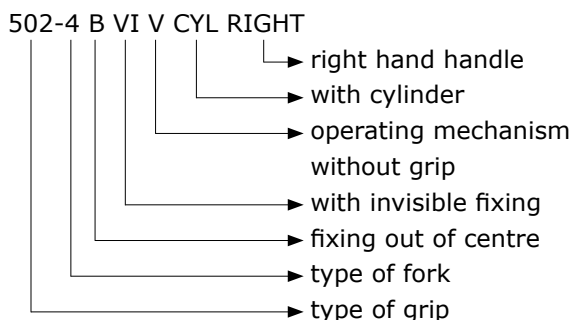 502-4 B VI V CYL RIGHT
right hand handle
with cylinder
operating mechanism
without grip
with invisible fixing
fixing out of centre
type of fork
type of grip